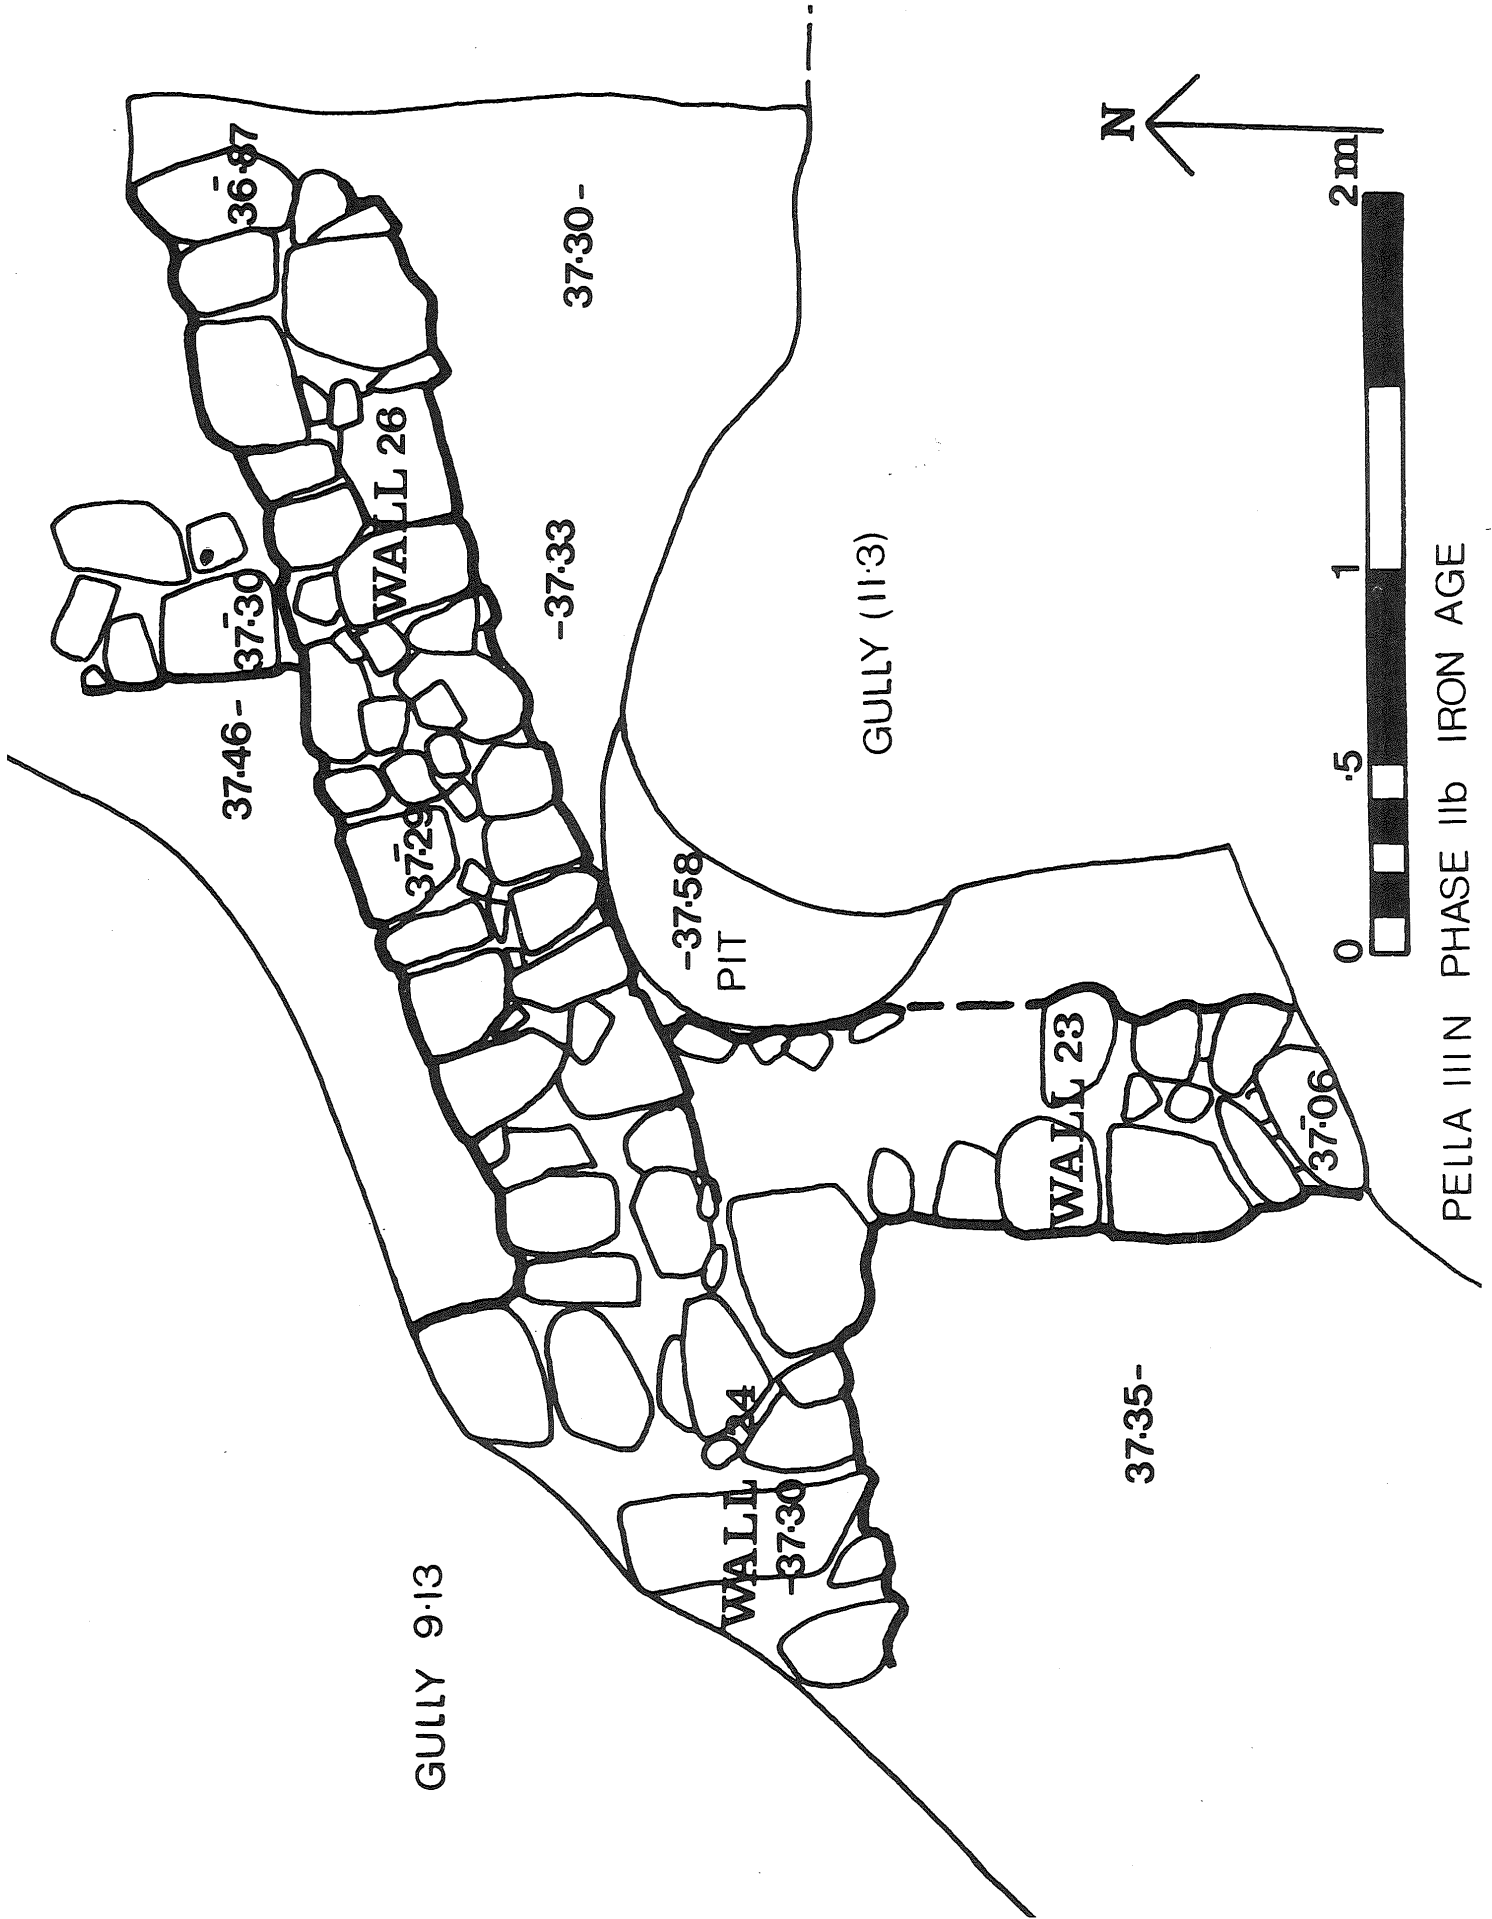 36·87
37·30-
WALL 26
37·30
-37·33
37·46-
37·29
GULLY (11·3)
-37·58
PIT
WALL 23
37·06
WALL 24
-37·30
37·35-
GULLY 9·13
N
0 ·5 1 2m
PELLA IIIN PHASE IIb IRON AGE